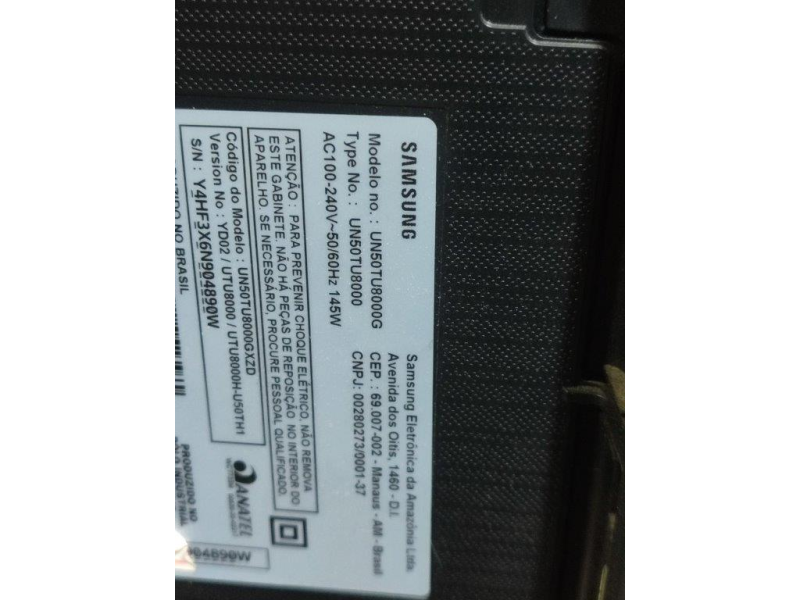 SAMSUNG
Modelo no. : UN50TU8000G
Type No. : UN50TU8000
AC100-240V~50/60Hz 145W
Samsung Eletrônica da Amazônia Ltda.
Avenida dos Oitis, 1460 - D.I.
CEP. : 69.007-002 - Manaus - AM - Brasil
CNPJ: 00280273/0001-37
ATENÇÃO : PARA PREVENIR CHOQUE ELÉTRICO, NÃO REMOVA
ESTE GABINETE. NÃO HÁ PEÇAS DE REPOSIÇÃO NO INTERIOR DO
APARELHO, SE NECESSÁRIO, PROCURE PESSOAL QUALIFICADO.
Código do Modelo : UN50TU8000GXZD
Version No : YD02 / UTU8000 / UTU8000H-U50TH1
S/N : Y4HF3X6N904890W
ANATEL
NO BRASIL
PRODUZIDO NO
904890W